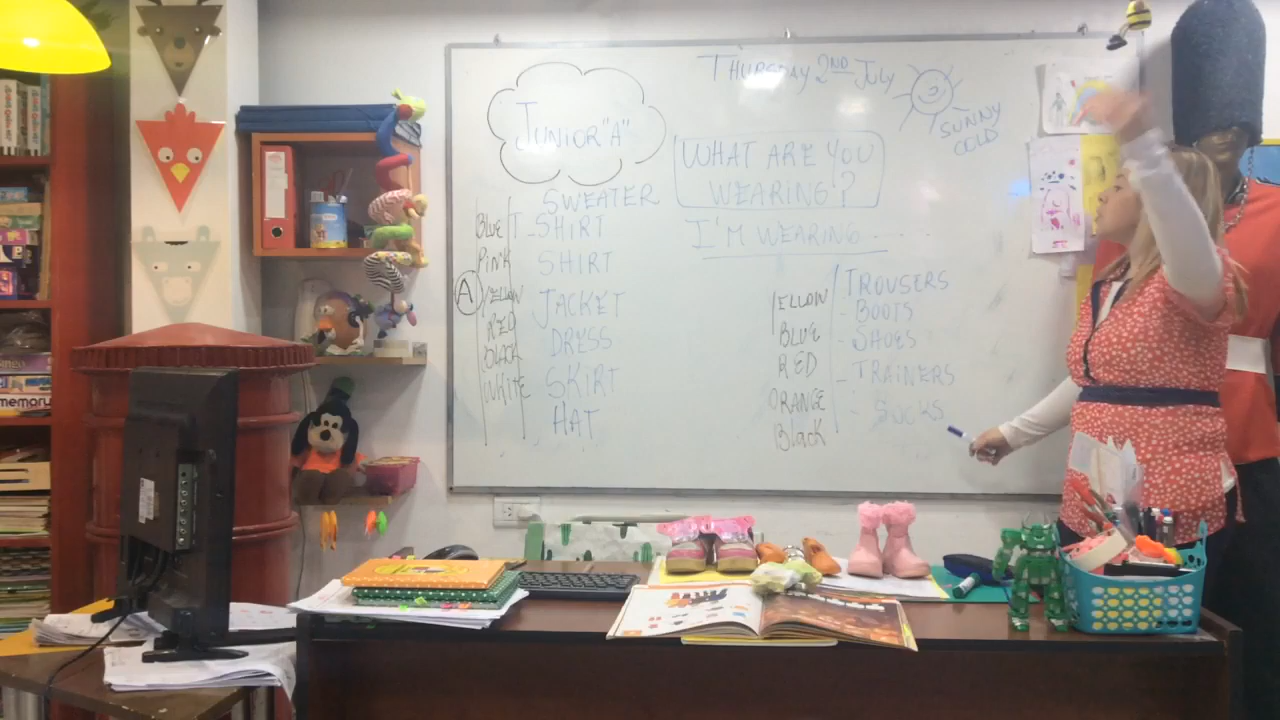 THURSDAY 2ND JULY
SUNNY
COLD
JUNIOR "A"
WHAT ARE YOU
WEARING?
I'M WEARING.......
SWEATER
BLUE T-SHIRT
PINK SHIRT
A YELLOW JACKET
RED DRESS
BLACK SKIRT
WHITE HAT
TROUSERS
YELLOW - BOOTS
BLUE - SHOES
RED - TRAINERS
ORANGE - SOCKS
Black
memory